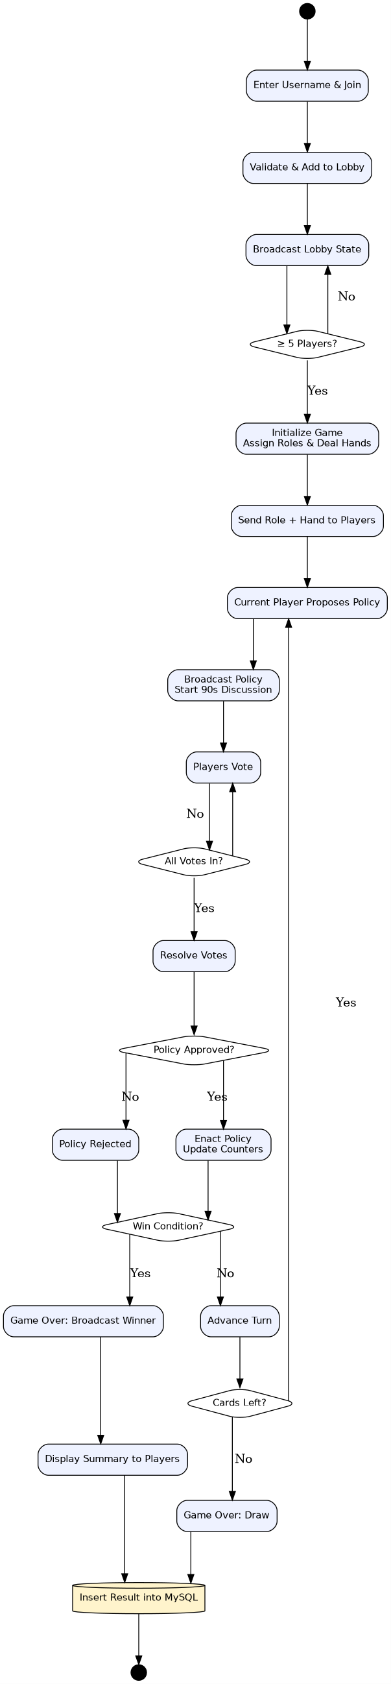 Enter Username & Join
Validate & Add to Lobby
Broadcast Lobby State
No
≥ 5 Players?
Yes
Initialize Game
Assign Roles & Deal Hands
Send Role + Hand to Players
Current Player Proposes Policy
Broadcast Policy
Start 90s Discussion
Players Vote
No
All Votes In?
Yes
Resolve Votes
Yes
Policy Approved?
No
Yes
Policy Rejected
Enact Policy
Update Counters
Win Condition?
Yes
No
Game Over: Broadcast Winner
Advance Turn
Cards Left?
Display Summary to Players
No
Game Over: Draw
Insert Result into MySQL